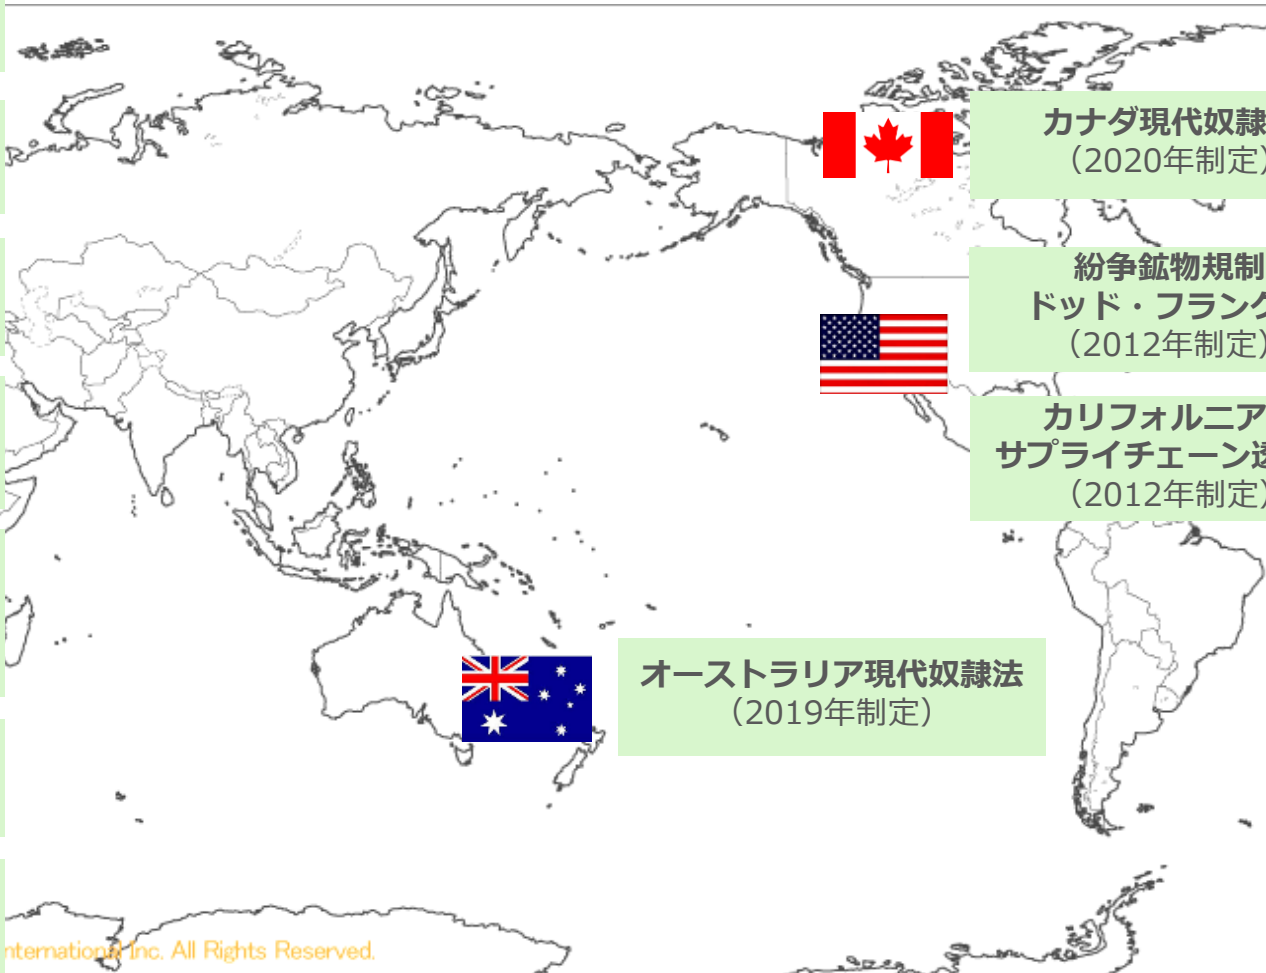 カナダ現代奴隷
（2020年制定）
紛争鉱物規制
ドッド・フランク
（2012年制定）
カリフォルニア
サプライチェーン透
（2012年制定）
オーストラリア現代奴隷法
（2019年制定）
nternational Inc. All Rights Reserved.